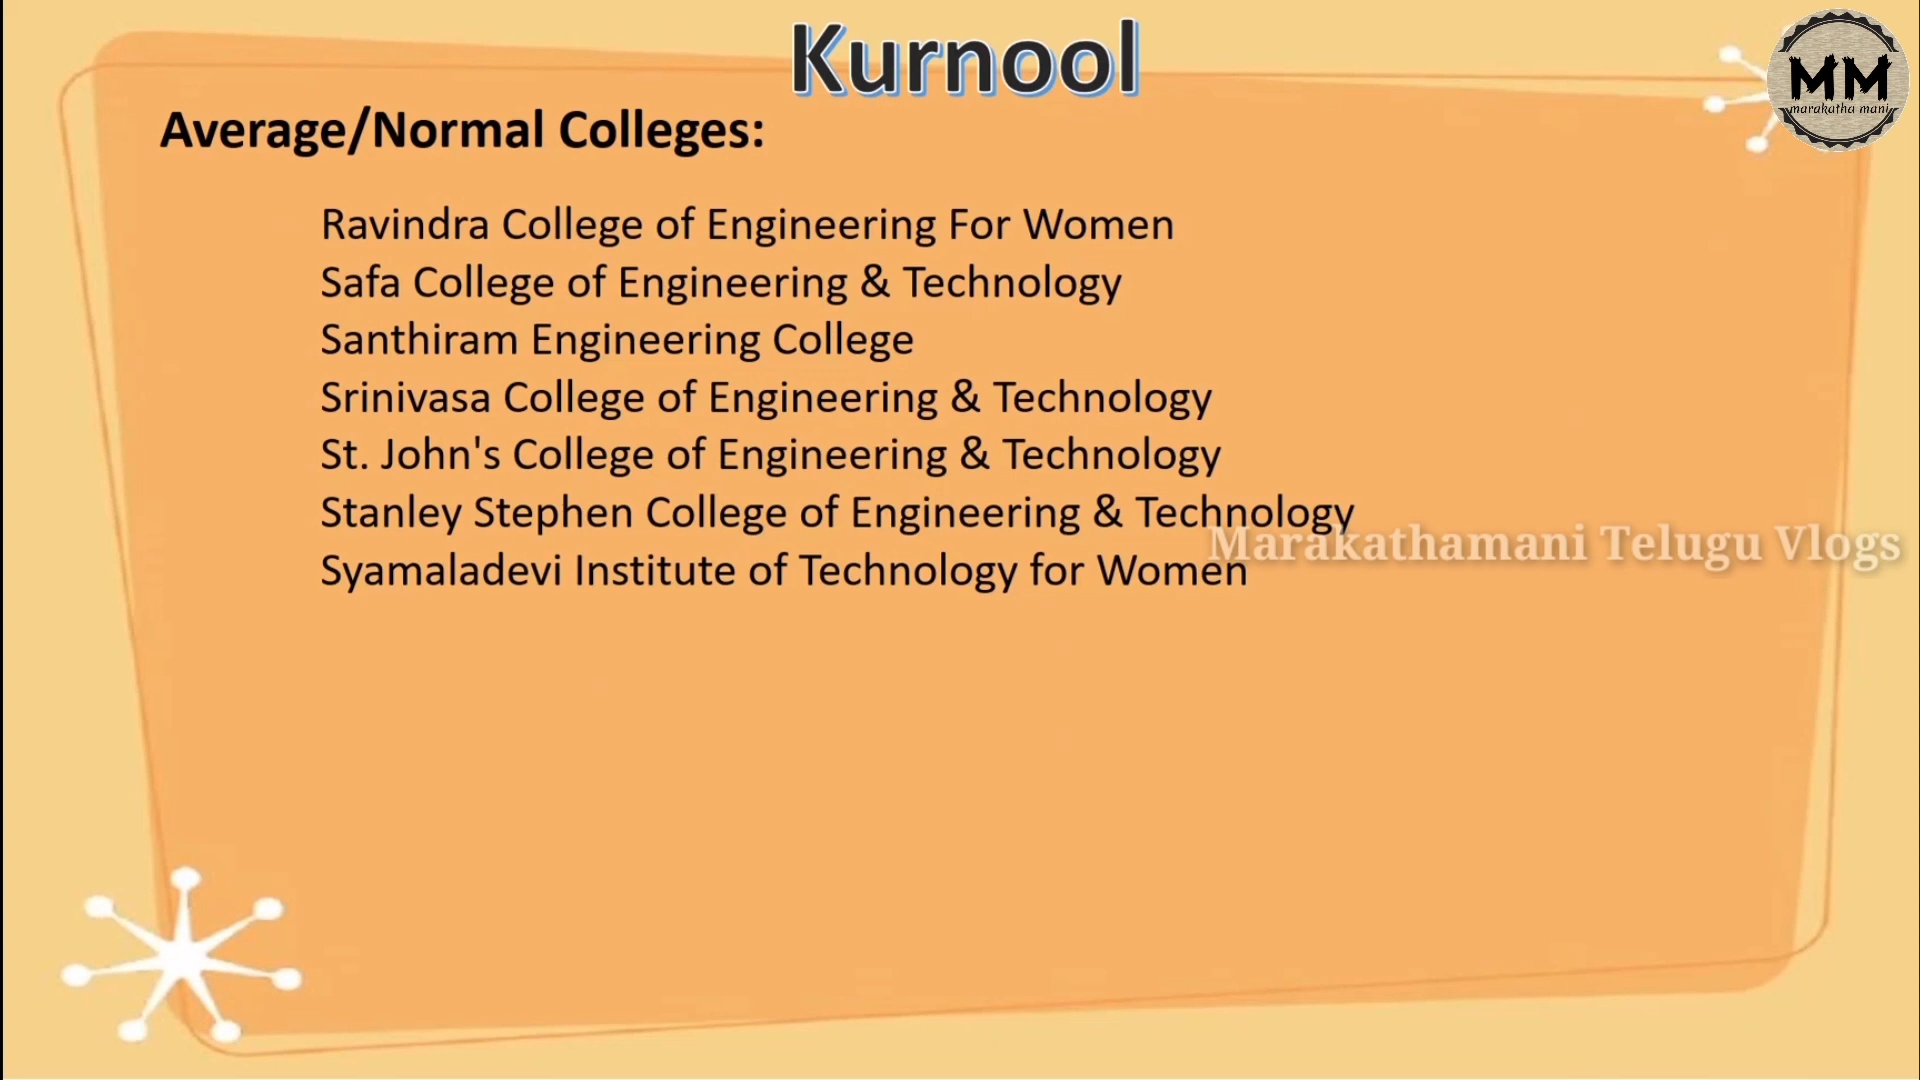 Kurnool
MM
marakatha mani
Average/Normal Colleges:
Ravindra College of Engineering For Women
Safa College of Engineering & Technology
Santhiram Engineering College
Srinivasa College of Engineering & Technology
St. John's College of Engineering & Technology
Stanley Stephen College of Engineering & Technology
Marakathamani Telugu Vlogs
Syamaladevi Institute of Technology for Women